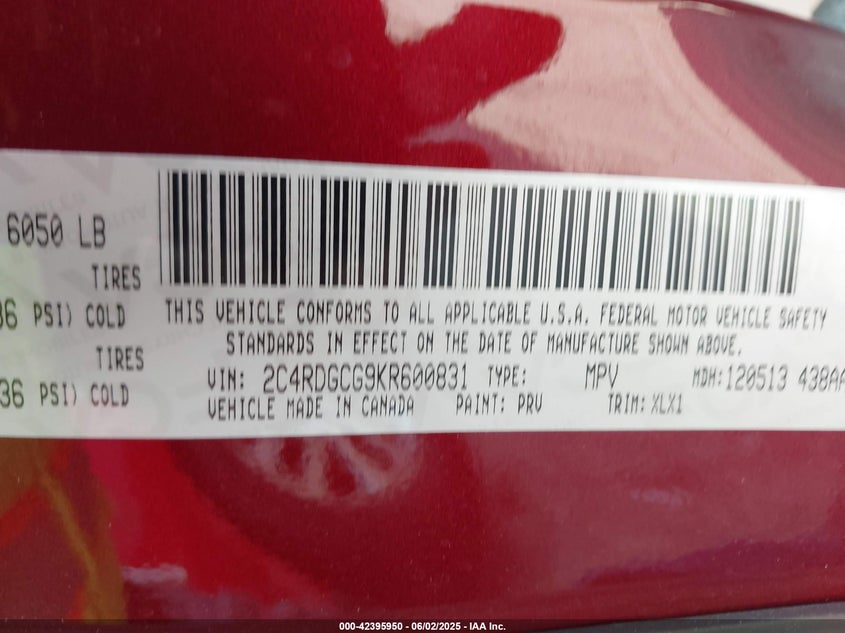 6050 LB
TIRES
36 PSI) COLD
TIRES
36 PSI) COLD
THIS VEHICLE CONFORMS TO ALL APPLICABLE U.S.A. FEDERAL MOTOR VEHICLE SAFETY
STANDARDS IN EFFECT ON THE DATE OF MANUFACTURE SHOWN ABOVE.
VIN: 2C4RDGCG9KR600831 TYPE: MPV MDH:120513 438AA
VEHICLE MADE IN CANADA PAINT: PRV TRIM: XLX1
000-42395950 - 06/02/2025 - IAA Inc.